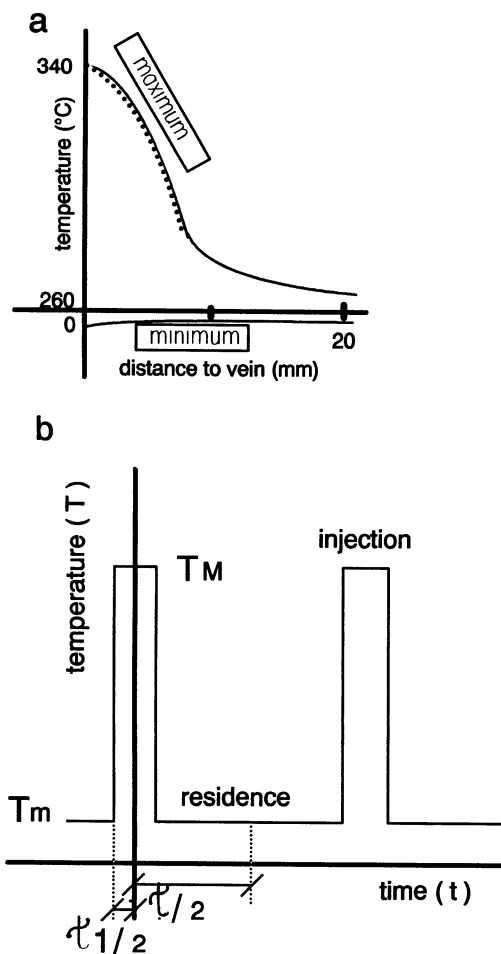 a
340
temperature (°C)
maximum
260
0
minimum
20
distance to vein (mm)
b
temperature ( T )
injection
TM
residence
Tm
time ( t )
τ/2
τ1/2